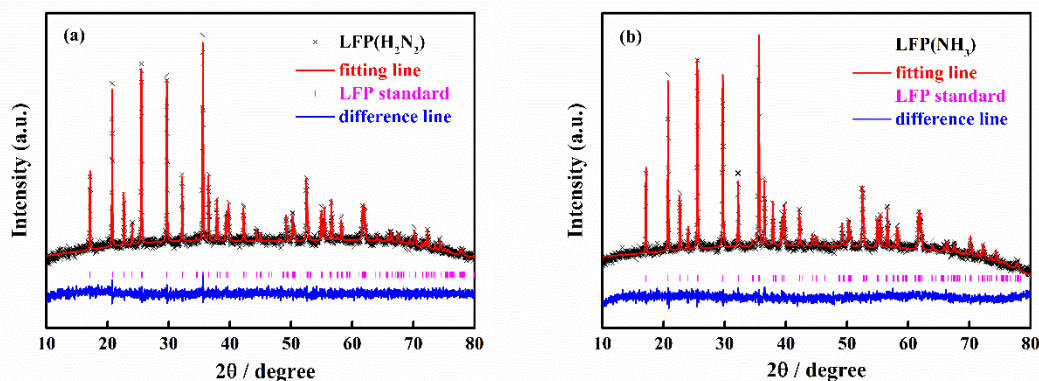 (a)
LFP(H₂N₂)
fitting line
LFP standard
difference line
Intensity (a.u.)
10 20 30 40 50 60 70 80
2θ / degree
(b)
LFP(NH₃)
fitting line
LFP standard
difference line
Intensity (a.u.)
10 20 30 40 50 60 70 80
2θ / degree